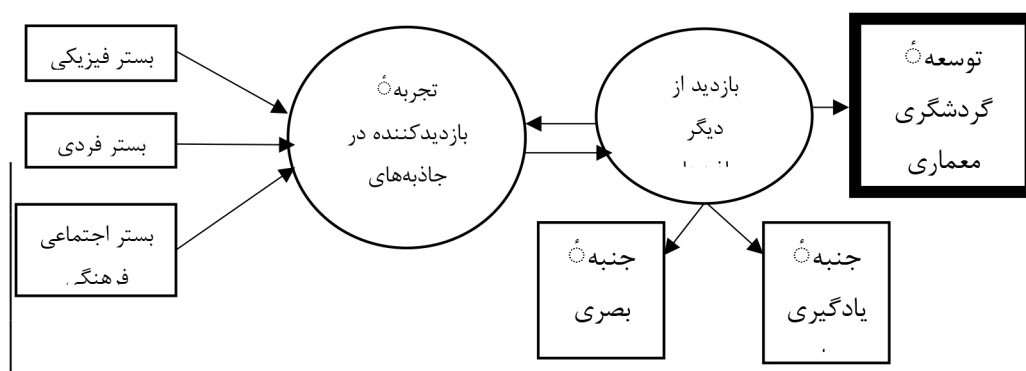 بستر فیزیکی
بستر فردی
بستر اجتماعی
فرهنگی
تجربهٔ
بازدیدکننده در
جاذبه‌های
بازدید از
دیگر
توسعهٔ
گردشگری
معماری
جنبهٔ
بصری
جنبهٔ
یادگیری